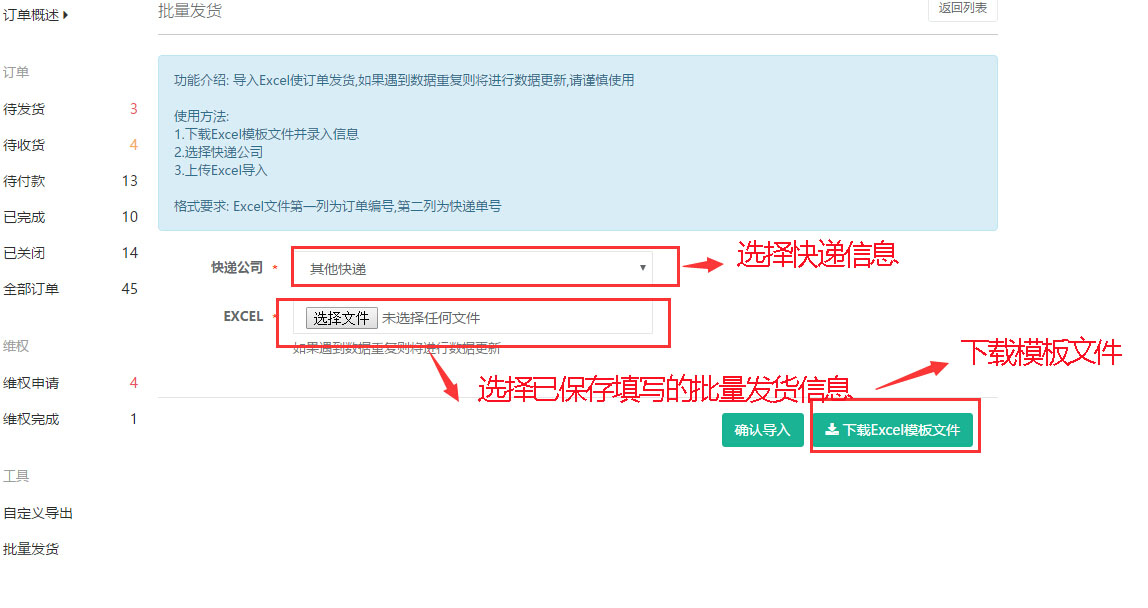 订单概述
批量发货
返回列表
订单
待发货 3
待收货 4
待付款 13
已完成 10
已关闭 14
全部订单 45
维权
维权申请 4
维权完成 1
工具
自定义导出
批量发货
功能介绍: 导入Excel使订单发货,如果遇到数据重复则将进行数据更新,请谨慎使用
使用方法:
1.下载Excel模板文件并录入信息
2.选择快递公司
3.上传Excel导入
格式要求: Excel文件第一列为订单编号,第二列为快递单号
快递公司 * 其他快递
选择快递信息
EXCEL * 选择文件 未选择任何文件
如果遇到数据重复则将进行数据更新
下载模板文件
选择已保存填写的批量发货信息
确认导入 下载Excel模板文件